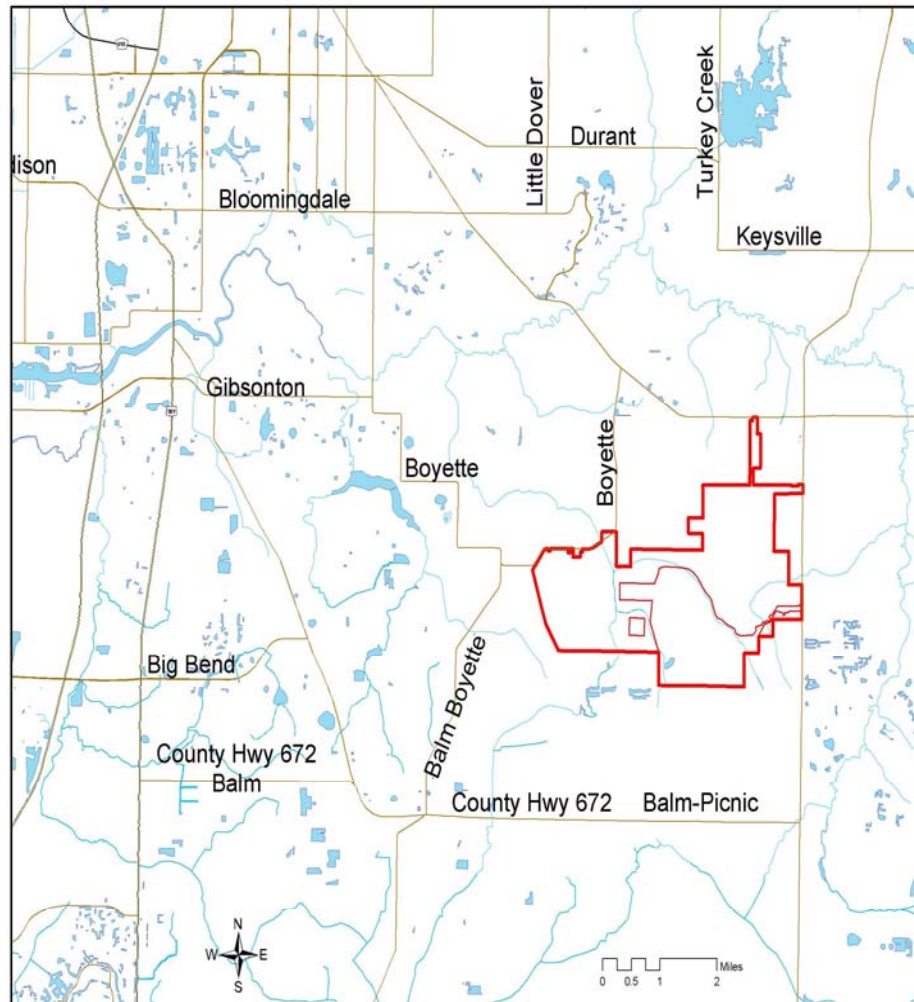 Little Dover
Turkey Creek
Durant
dison
Bloomingdale
Keysville
Gibsonton
Boyette
Boyette
Big Bend
Balm-Boyette
County Hwy 672
Balm
County Hwy 672 Balm-Picnic
N
W E
S
0 0.5 1 2 Miles